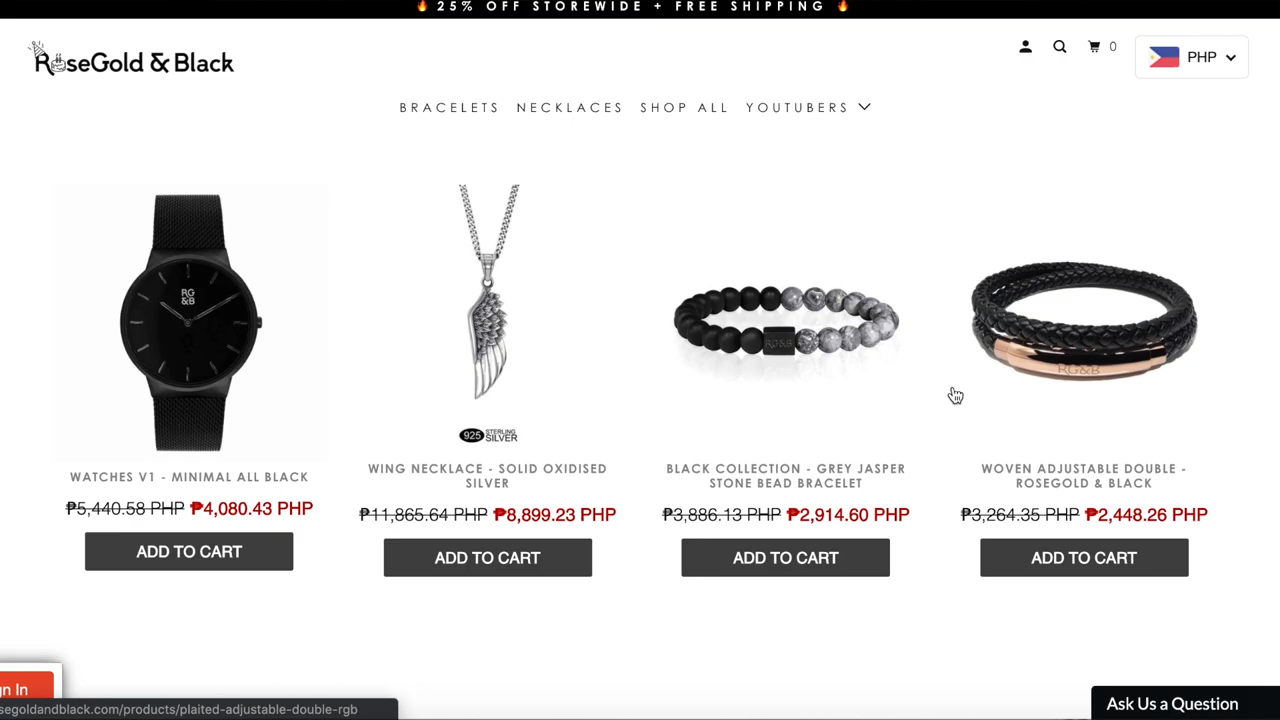 🔥 25% OFF STOREWIDE + FREE SHIPPING 🔥
RoseGold & Black
0
PHP
BRACELETS NECKLACES SHOP ALL YOUTUBERS
RG
&B
RG&B
RG&B
925 STERLING
SILVER
WATCHES V1 - MINIMAL ALL BLACK
₱5,440.58 PHP ₱4,080.43 PHP
ADD TO CART
WING NECKLACE - SOLID OXIDISED
SILVER
₱11,865.64 PHP ₱8,899.23 PHP
ADD TO CART
BLACK COLLECTION - GREY JASPER
STONE BEAD BRACELET
₱3,886.13 PHP ₱2,914.60 PHP
ADD TO CART
WOVEN ADJUSTABLE DOUBLE -
ROSEGOLD & BLACK
₱3,264.35 PHP ₱2,448.26 PHP
ADD TO CART
gn In
segoldandblack.com/products/plaited-adjustable-double-rgb
Ask Us a Question